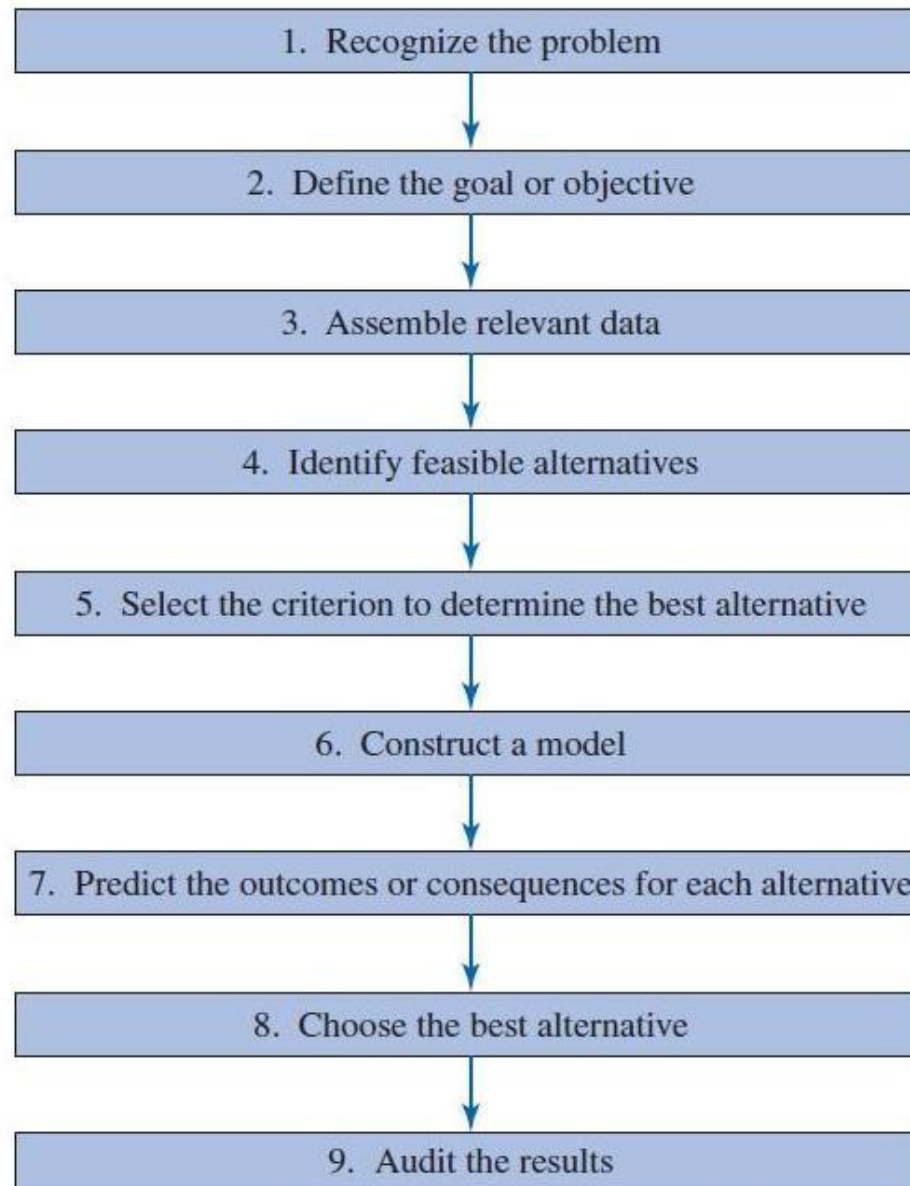 1. Recognize the problem
2. Define the goal or objective
3. Assemble relevant data
4. Identify feasible alternatives
5. Select the criterion to determine the best alternative
6. Construct a model
7. Predict the outcomes or consequences for each alternative
8. Choose the best alternative
9. Audit the results